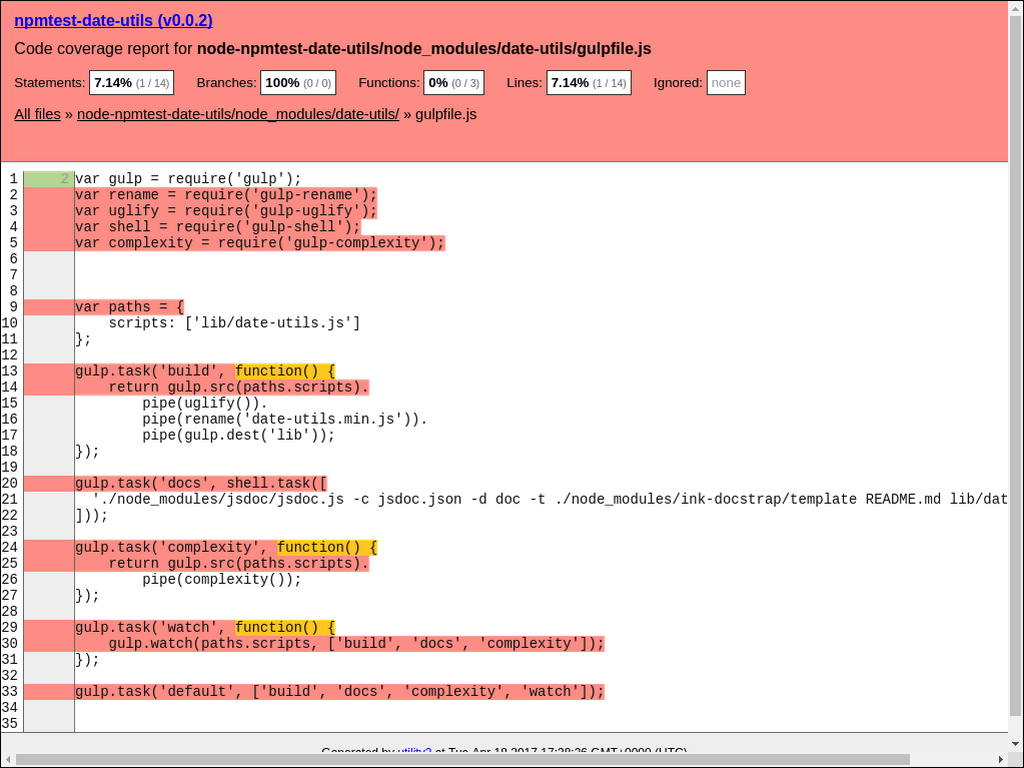 npmtest-date-utils (v0.0.2)
Code coverage report for node-npmtest-date-utils/node_modules/date-utils/gulpfile.js
Statements: 7.14% (1 / 14) Branches: 100% (0 / 0) Functions: 0% (0 / 3) Lines: 7.14% (1 / 14) Ignored: none
All files » node-npmtest-date-utils/node_modules/date-utils/ » gulpfile.js
1 2 var gulp = require('gulp');
2 var rename = require('gulp-rename');
3 var uglify = require('gulp-uglify');
4 var shell = require('gulp-shell');
5 var complexity = require('gulp-complexity');
6
7
8
9 var paths = {
10     scripts: ['lib/date-utils.js']
11 };
12
13 gulp.task('build', function() {
14     return gulp.src(paths.scripts).
15         pipe(uglify()).
16         pipe(rename('date-utils.min.js')).
17         pipe(gulp.dest('lib'));
18 });
19
20 gulp.task('docs', shell.task([
21   './node_modules/jsdoc/jsdoc.js -c jsdoc.json -d doc -t ./node_modules/ink-docstrap/template README.md lib/dat
22 ]));
23
24 gulp.task('complexity', function() {
25     return gulp.src(paths.scripts).
26         pipe(complexity());
27 });
28
29 gulp.task('watch', function() {
30     gulp.watch(paths.scripts, ['build', 'docs', 'complexity']);
31 });
32
33 gulp.task('default', ['build', 'docs', 'complexity', 'watch']);
34
35
Generated by utility2 at Tue Apr 18 2017 17:28:26 GMT+0000 (UTC)